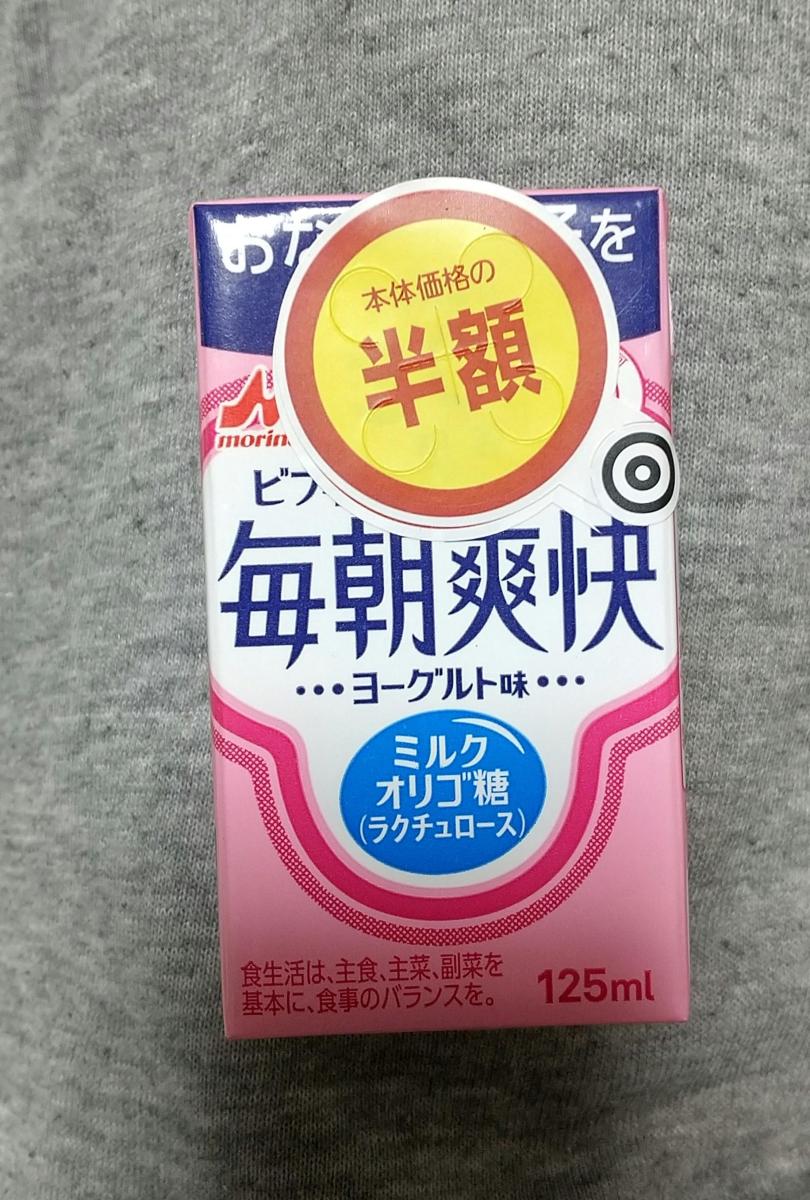 おな
を
本体価格の
半額
morin
ビフ
毎朝爽快
•••ヨーグルト味•••
ミルク
オリゴ糖
(ラクチュロース)
食生活は、主食、主菜、副菜を
基本に、食事のバランスを。
125ml